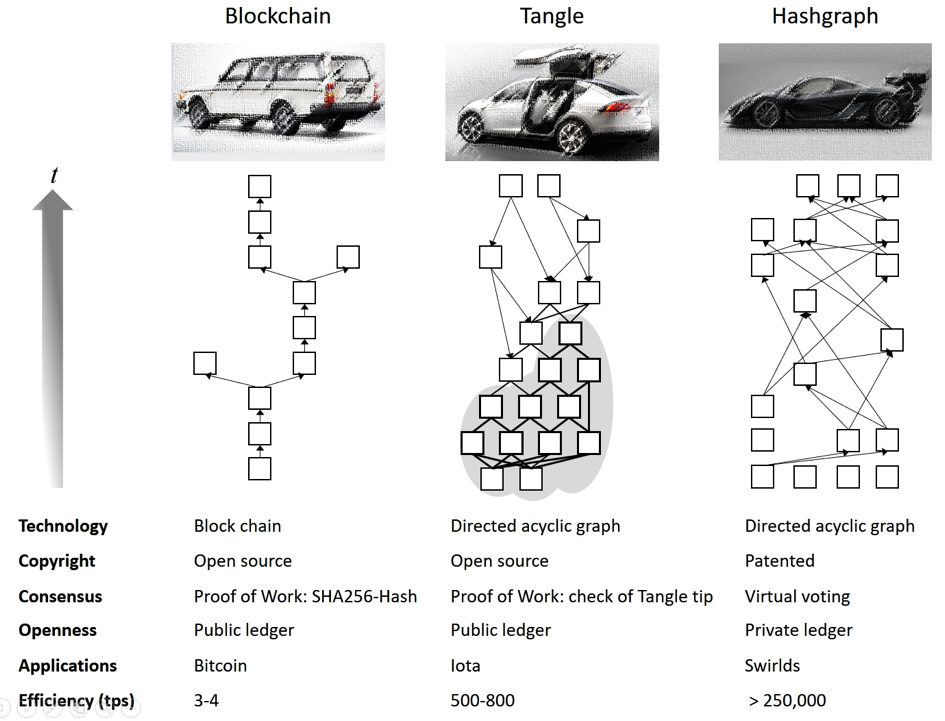 Blockchain Tangle Hashgraph
t
Technology Block chain Directed acyclic graph Directed acyclic graph
Copyright Open source Open source Patented
Consensus Proof of Work: SHA256-Hash Proof of Work: check of Tangle tip Virtual voting
Openness Public ledger Public ledger Private ledger
Applications Bitcoin Iota Swirlds
Efficiency (tps) 3-4 500-800 > 250,000